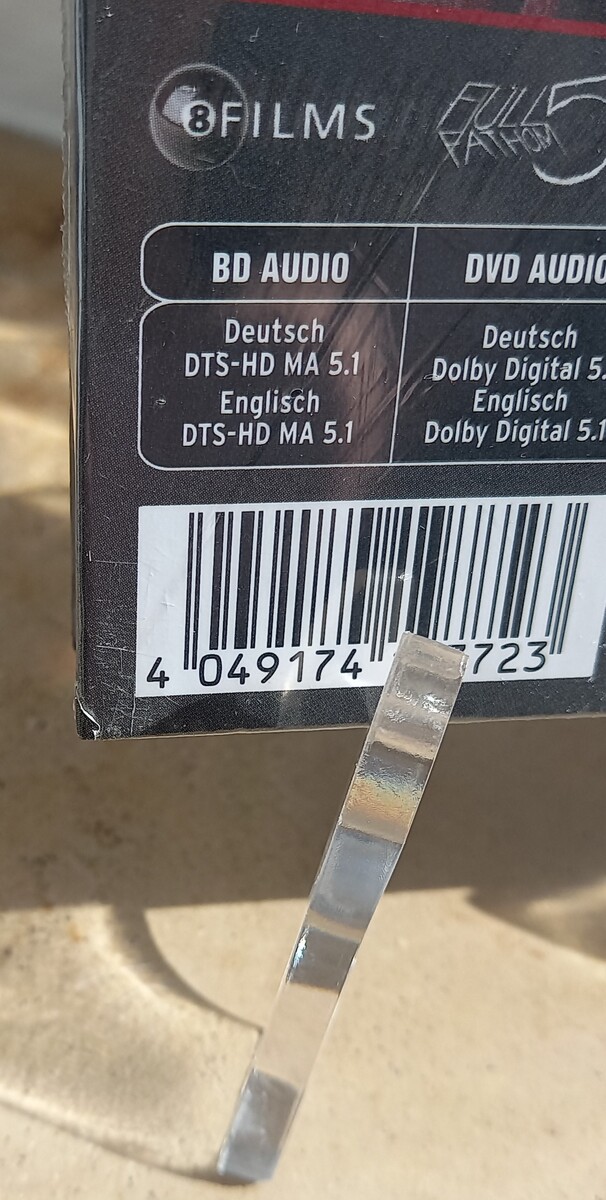 8FILMS
FULL FATHOM 5
BD AUDIO
DVD AUDIO
Deutsch
DTS-HD MA 5.1
Englisch
DTS-HD MA 5.1
Deutsch
Dolby Digital 5.
Englisch
Dolby Digital 5.1
4 049174 723